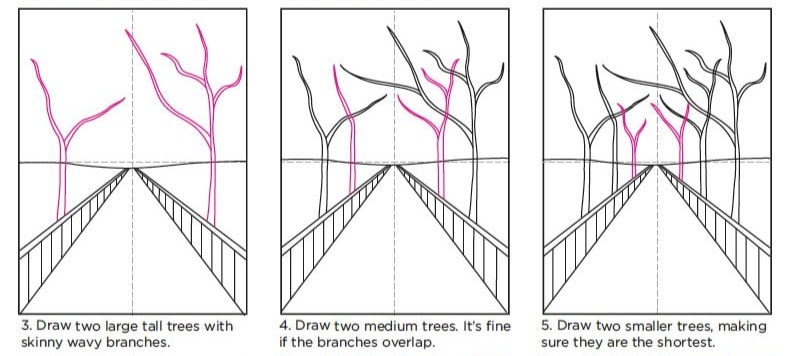 3. Draw two large tall trees with
skinny wavy branches.
4. Draw two medium trees. It's fine
if the branches overlap.
5. Draw two smaller trees, making
sure they are the shortest.